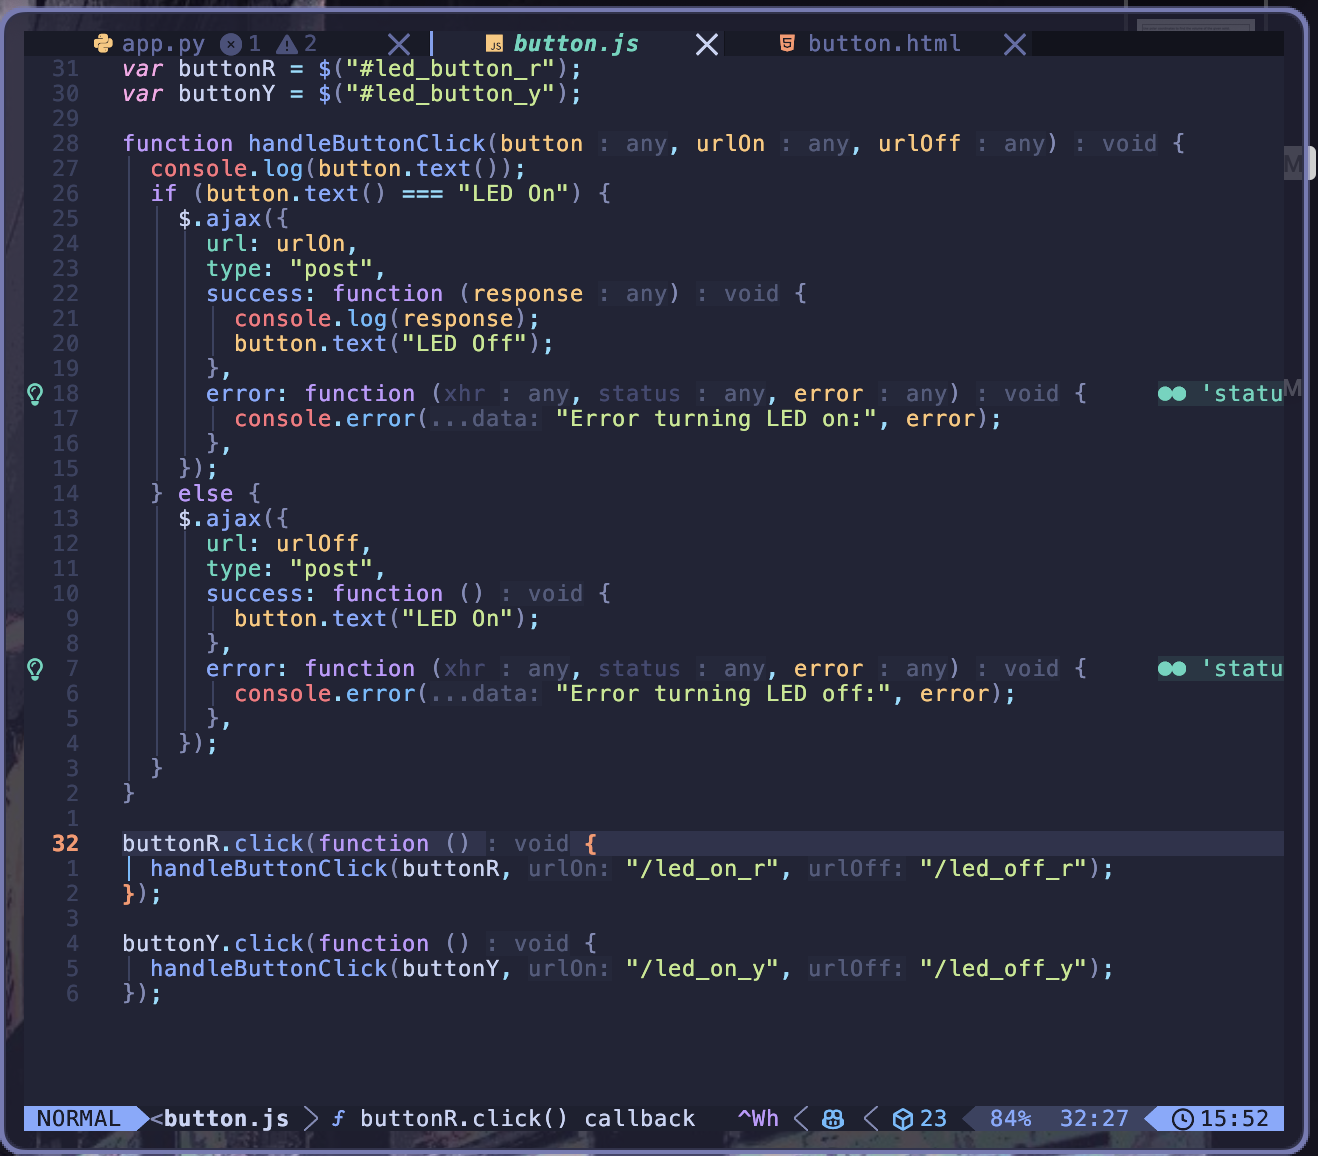 app.py 1 2 button.js button.html
31 var buttonR = $("#led_button_r");
30 var buttonY = $("#led_button_y");
29
28 function handleButtonClick(button : any, urlOn : any, urlOff : any) : void {
27 console.log(button.text());
26 if (button.text() === "LED On") {
25 $.ajax({
24 url: urlOn,
23 type: "post",
22 success: function (response : any) : void {
21 console.log(response);
20 button.text("LED Off");
19 },
18 error: function (xhr : any, status : any, error : any) : void { 'statu
17 console.error(...data: "Error turning LED on:", error);
16 },
15 });
14 } else {
13 $.ajax({
12 url: urlOff,
11 type: "post",
10 success: function () : void {
9 button.text("LED On");
8 },
7 error: function (xhr : any, status : any, error : any) : void { 'statu
6 console.error(...data: "Error turning LED off:", error);
5 },
4 });
3 }
2 }
1
32 buttonR.click(function () : void {
1 handleButtonClick(buttonR, urlOn: "/led_on_r", urlOff: "/led_off_r");
2 });
3
4 buttonY.click(function () : void {
5 handleButtonClick(buttonY, urlOn: "/led_on_y", urlOff: "/led_off_y");
6 });
NORMAL <button.js > f buttonR.click() callback ^Wh < < 23 84% 32:27 15:52